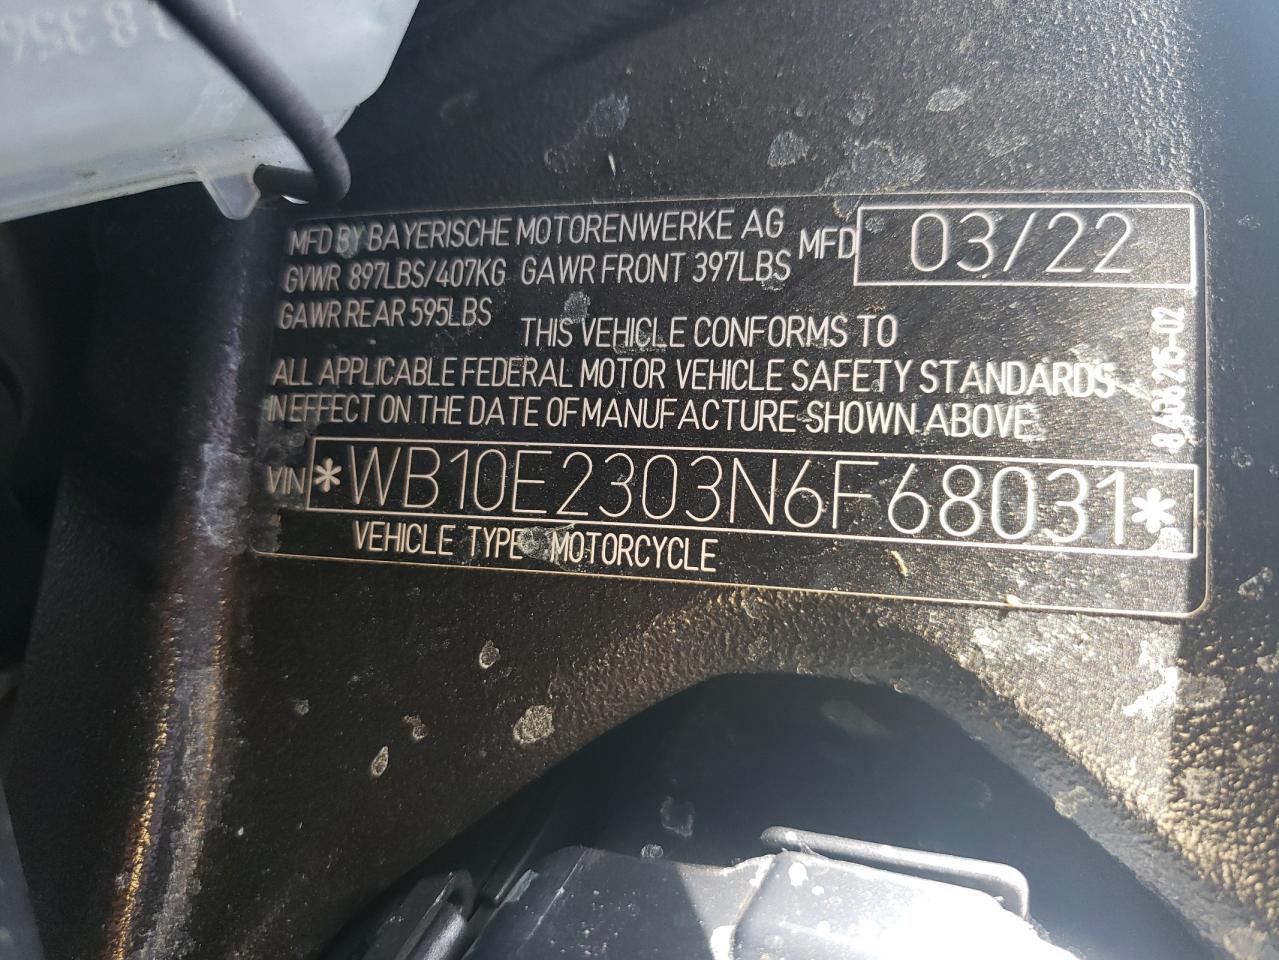 8 356
MFD BY BAYERISCHE MOTORENWERKE AG
MFD 03/22
GVWR 897LBS/407KG GAWR FRONT 397LBS
GAWR REAR 595LBS
THIS VEHICLE CONFORMS TO
ALL APPLICABLE FEDERAL MOTOR VEHICLE SAFETY STANDARDS
IN EFFECT ON THE DATE OF MANUFACTURE SHOWN ABOVE
VIN *WB10E2303N6F68031*
VEHICLE TYPE MOTORCYCLE